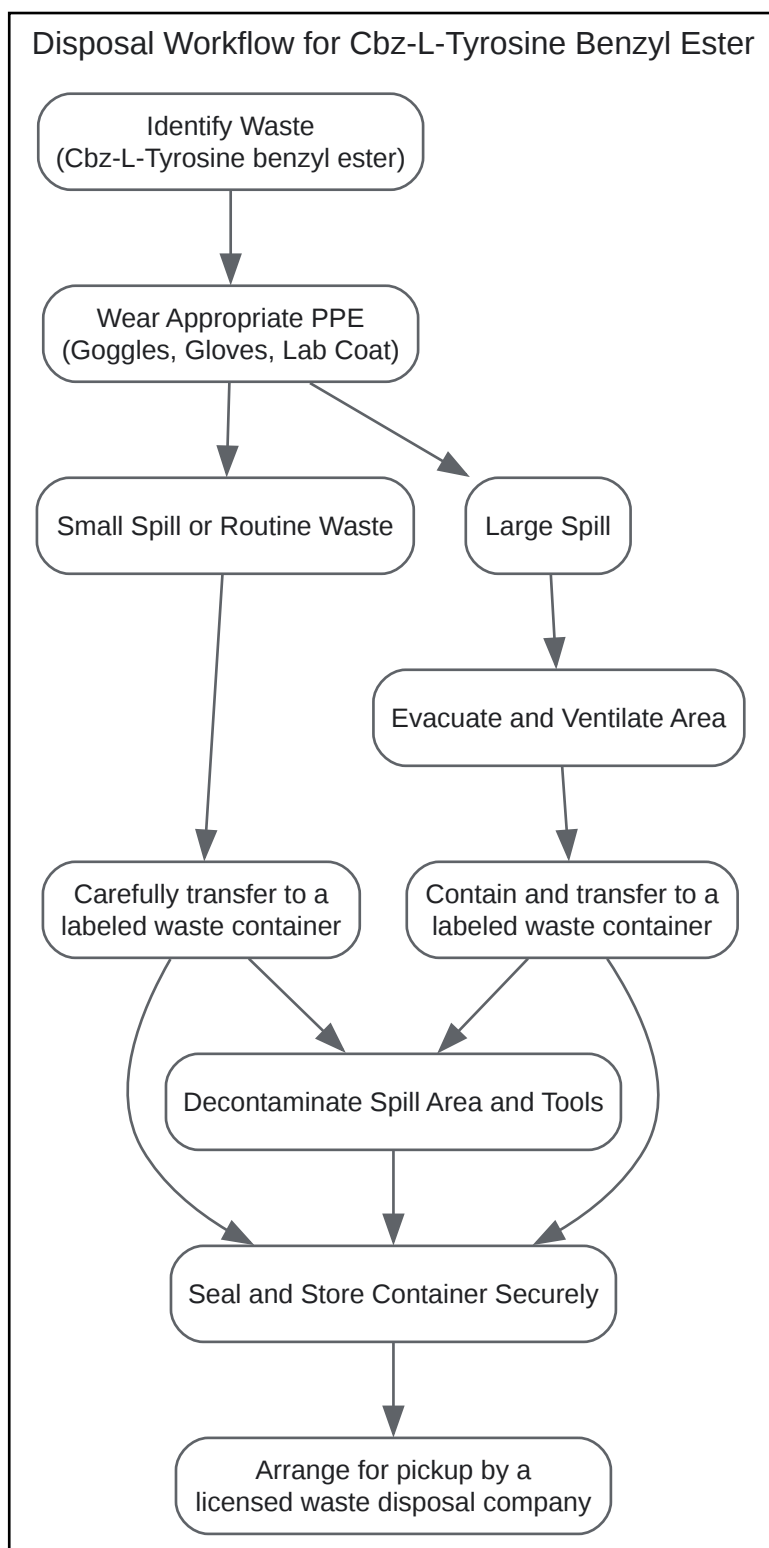 Disposal Workflow for Cbz-L-Tyrosine Benzyl Ester
Identify Waste
(Cbz-L-Tyrosine benzyl ester)
Wear Appropriate PPE
(Goggles, Gloves, Lab Coat)
Small Spill or Routine Waste
Large Spill
Evacuate and Ventilate Area
Carefully transfer to a
labeled waste container
Contain and transfer to a
labeled waste container
Decontaminate Spill Area and Tools
Seal and Store Container Securely
Arrange for pickup by a
licensed waste disposal company